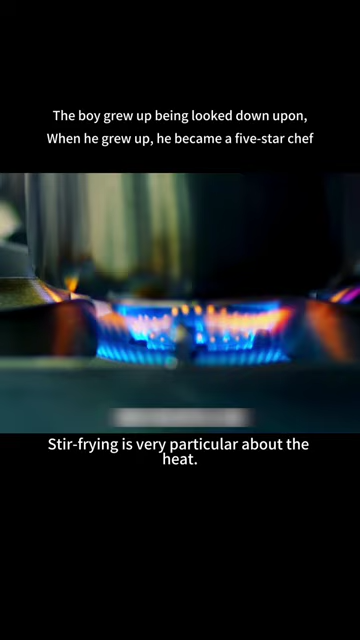 The boy grew up being looked down upon,
When he grew up, he became a five-star chef
Stir-frying is very particular about the
heat.